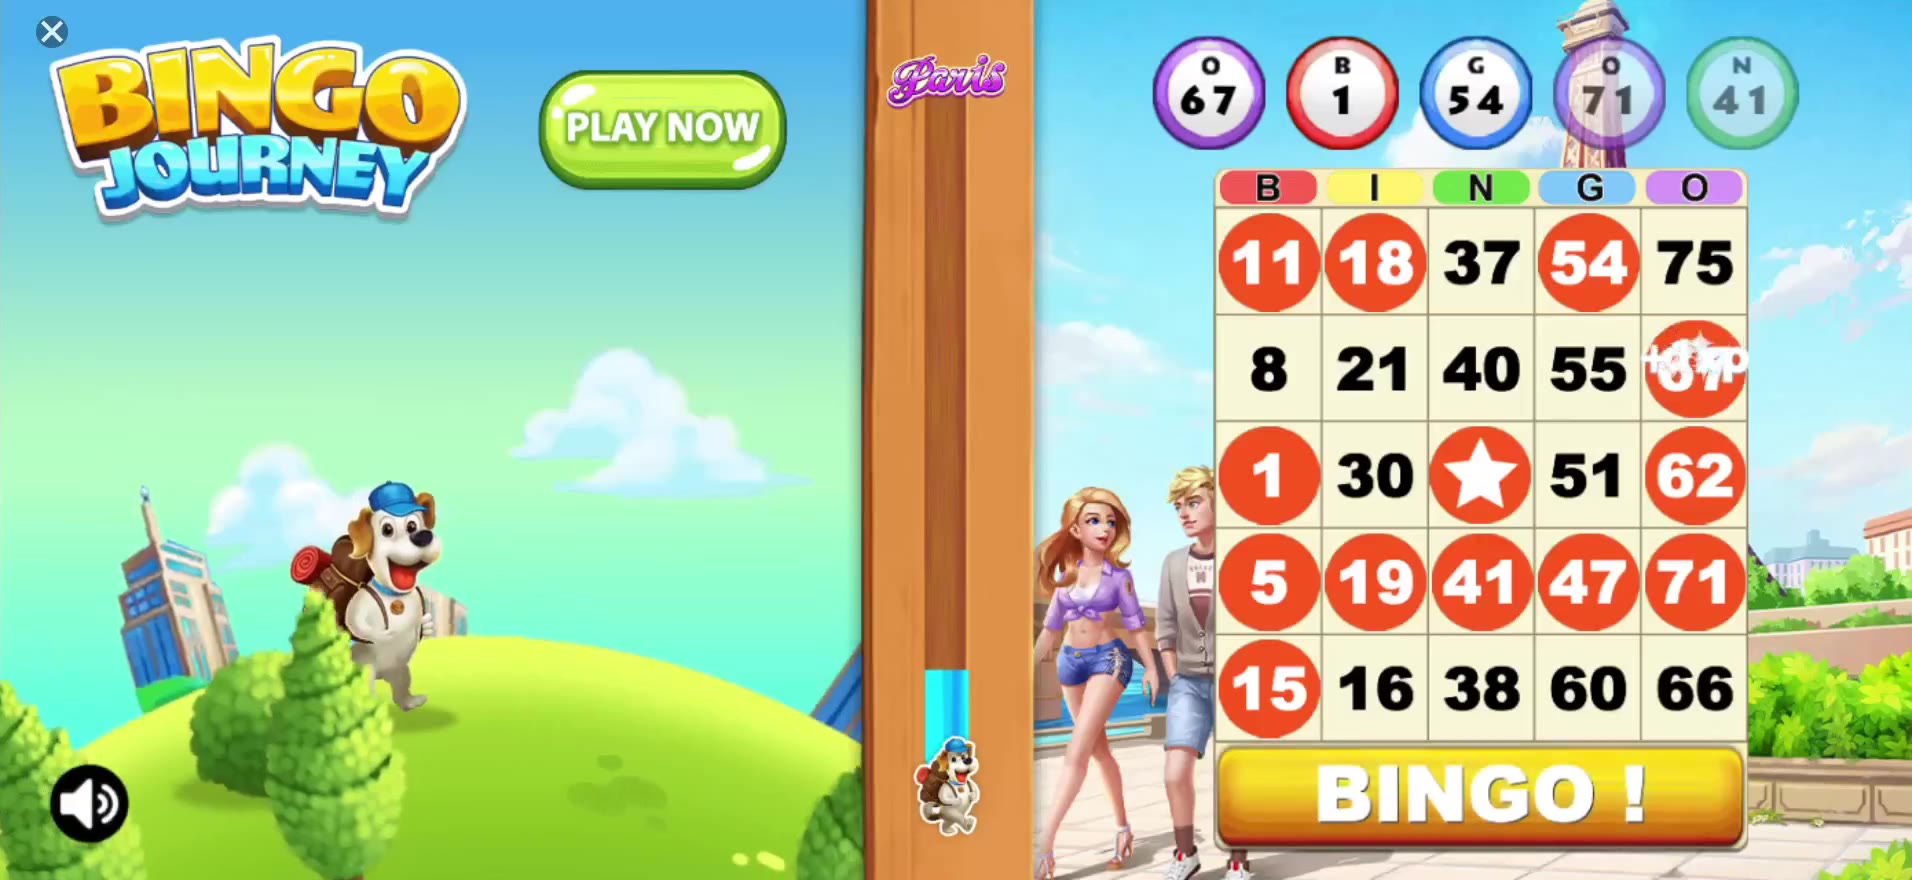 BINGO
JOURNEY
PLAY NOW
Paris
O
67
B
1
G
54
O
71
N
41
B I N G O
11 18 37 54 75
8 21 40 55 67
1 30 51 62
5 19 41 47 71
15 16 38 60 66
BINGO !